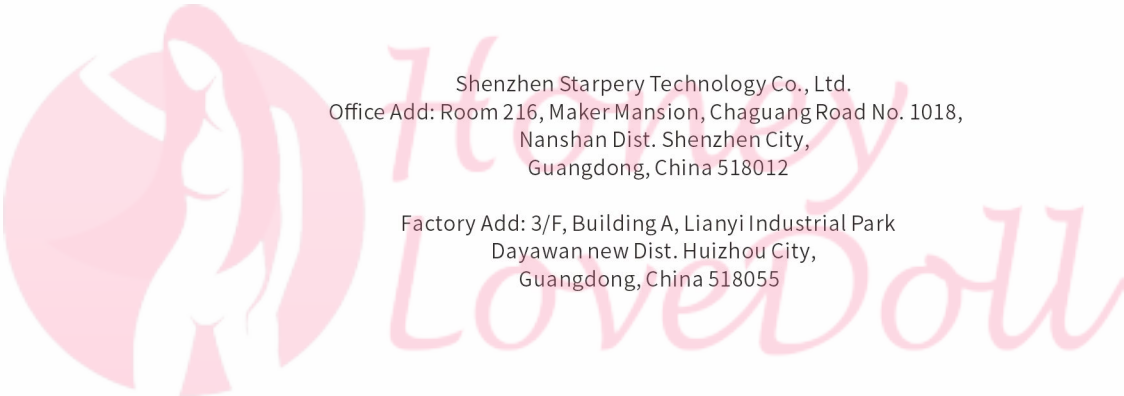 Shenzhen Starpery Technology Co., Ltd.
Office Add: Room 216, Maker Mansion, Chaguang Road No. 1018,
Nanshan Dist. Shenzhen City,
Guangdong, China 518012
Factory Add: 3/F, Building A, Lianyi Industrial Park
Dayawan new Dist. Huizhou City,
Guangdong, China 518055
Honey
LoveDoll